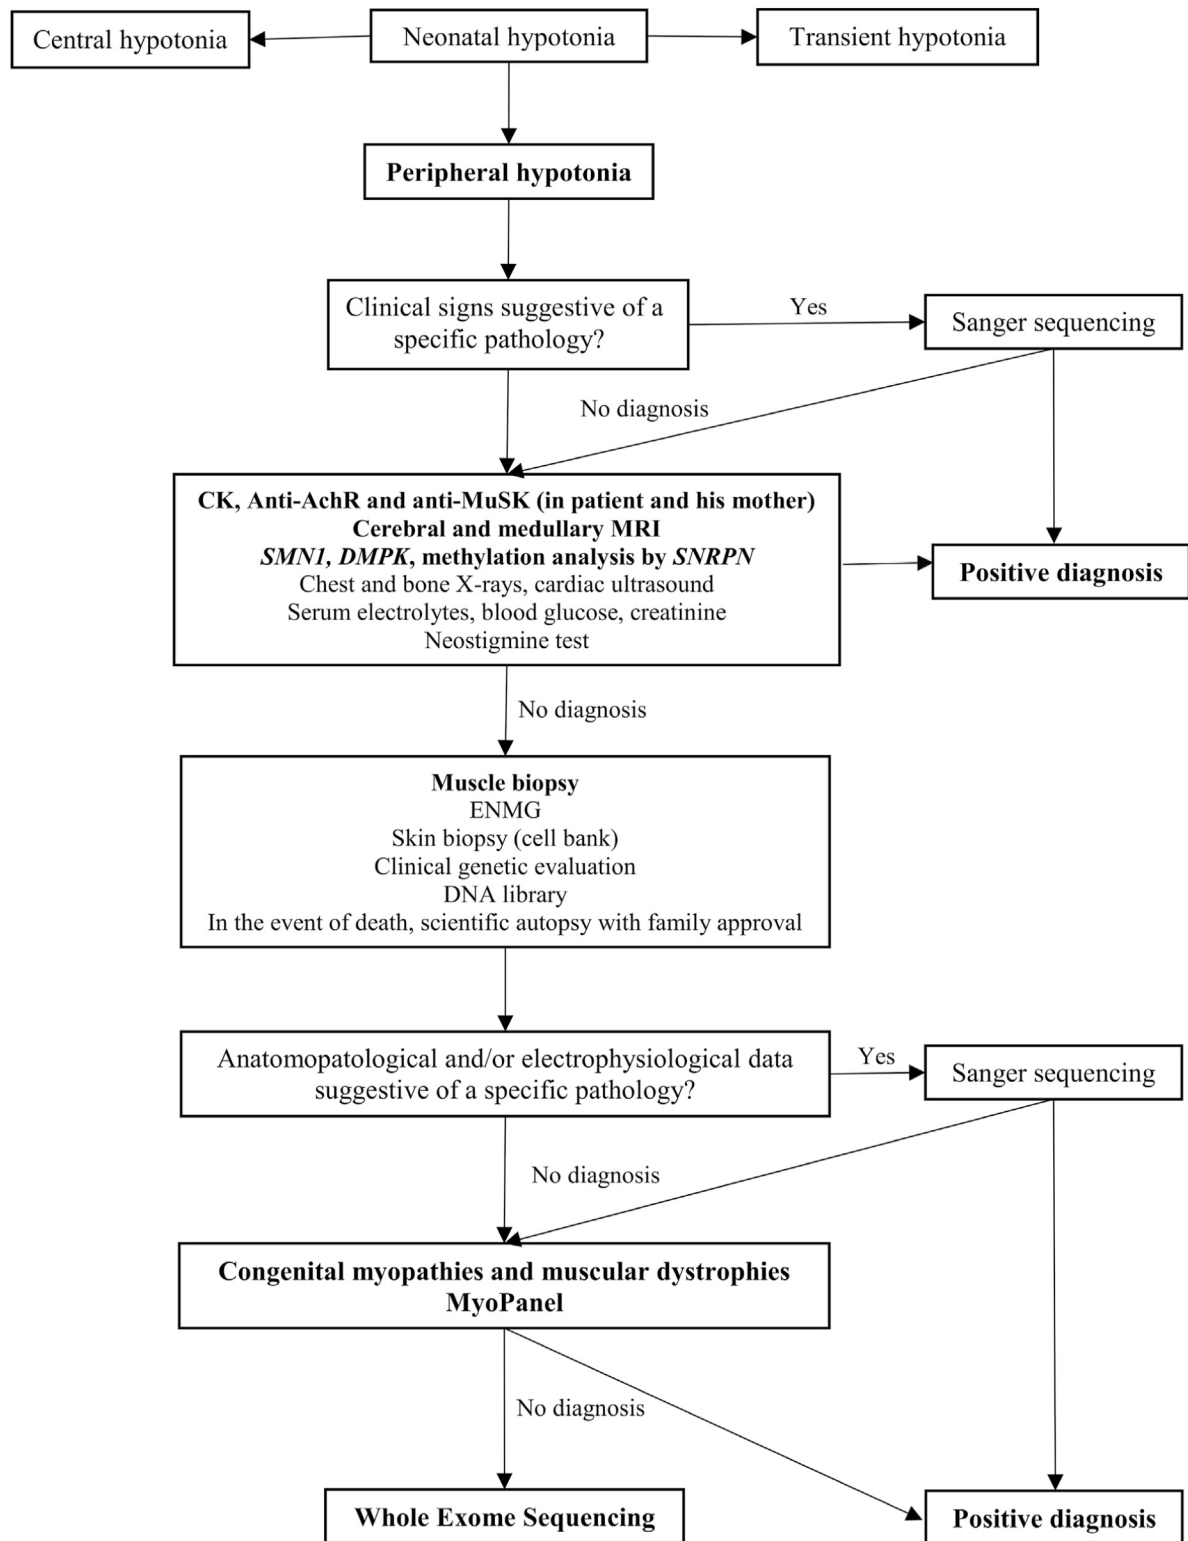 Central hypotonia
Neonatal hypotonia
Transient hypotonia
Peripheral hypotonia
Clinical signs suggestive of a
specific pathology?
Yes
Sanger sequencing
No diagnosis
CK, Anti-AchR and anti-MuSK (in patient and his mother)
Cerebral and medullary MRI
SMN1, DMPK, methylation analysis by SNRPN
Chest and bone X-rays, cardiac ultrasound
Serum electrolytes, blood glucose, creatinine
Neostigmine test
Positive diagnosis
No diagnosis
Muscle biopsy
ENMG
Skin biopsy (cell bank)
Clinical genetic evaluation
DNA library
In the event of death, scientific autopsy with family approval
Anatomopatological and/or electrophysiological data
suggestive of a specific pathology?
Yes
Sanger sequencing
No diagnosis
Congenital myopathies and muscular dystrophies
MyoPanel
No diagnosis
Whole Exome Sequencing
Positive diagnosis